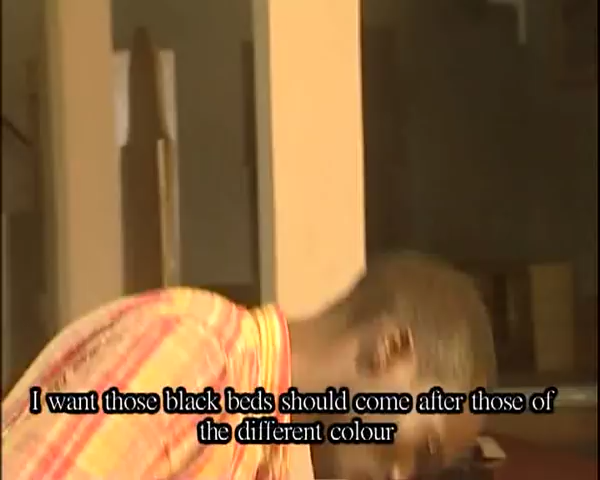 I want those black beds should come after those of
the different colour